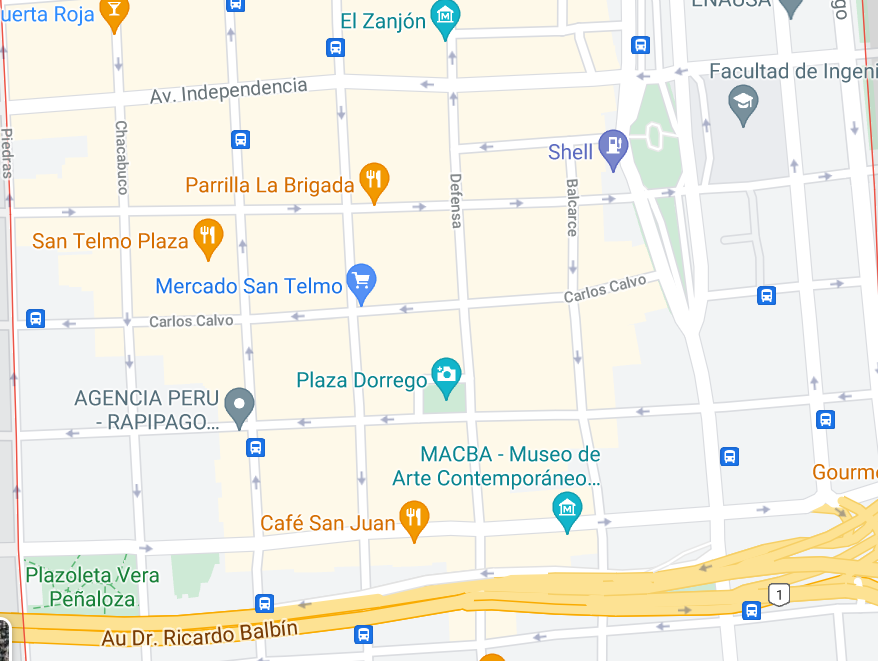 ENAUSA
uerta Roja
go
El Zanjón
Facultad de Ingeni
Av. Independencia
Piedras
Chacabuco
Shell
Parrilla La Brigada
Defensa
Balcarce
San Telmo Plaza
Mercado San Telmo
Carlos Calvo
Carlos Calvo
Plaza Dorrego
AGENCIA PERU
- RAPIPAGO...
MACBA - Museo de
Arte Contemporáneo...
Gourme
Café San Juan
Plazoleta Vera
Peñaloza
1
Au Dr. Ricardo Balbín